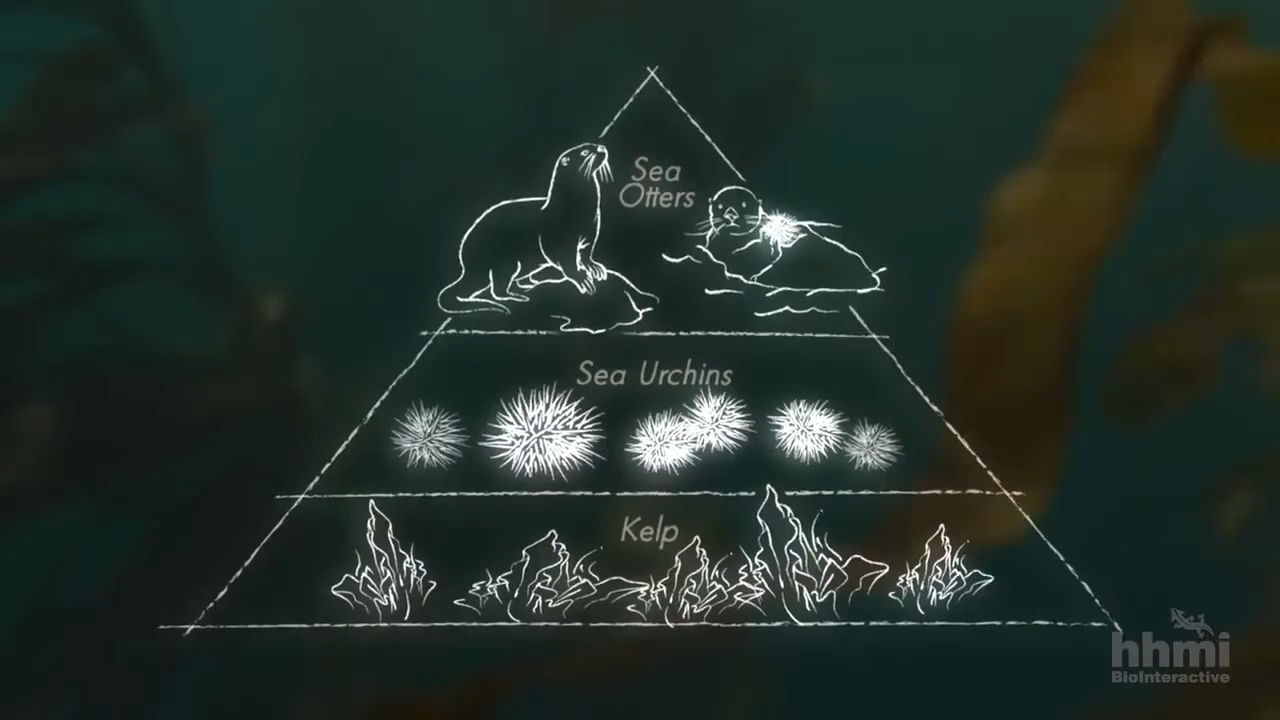 Sea
Otters
Sea Urchins
Kelp
hhmi
BioInteractive